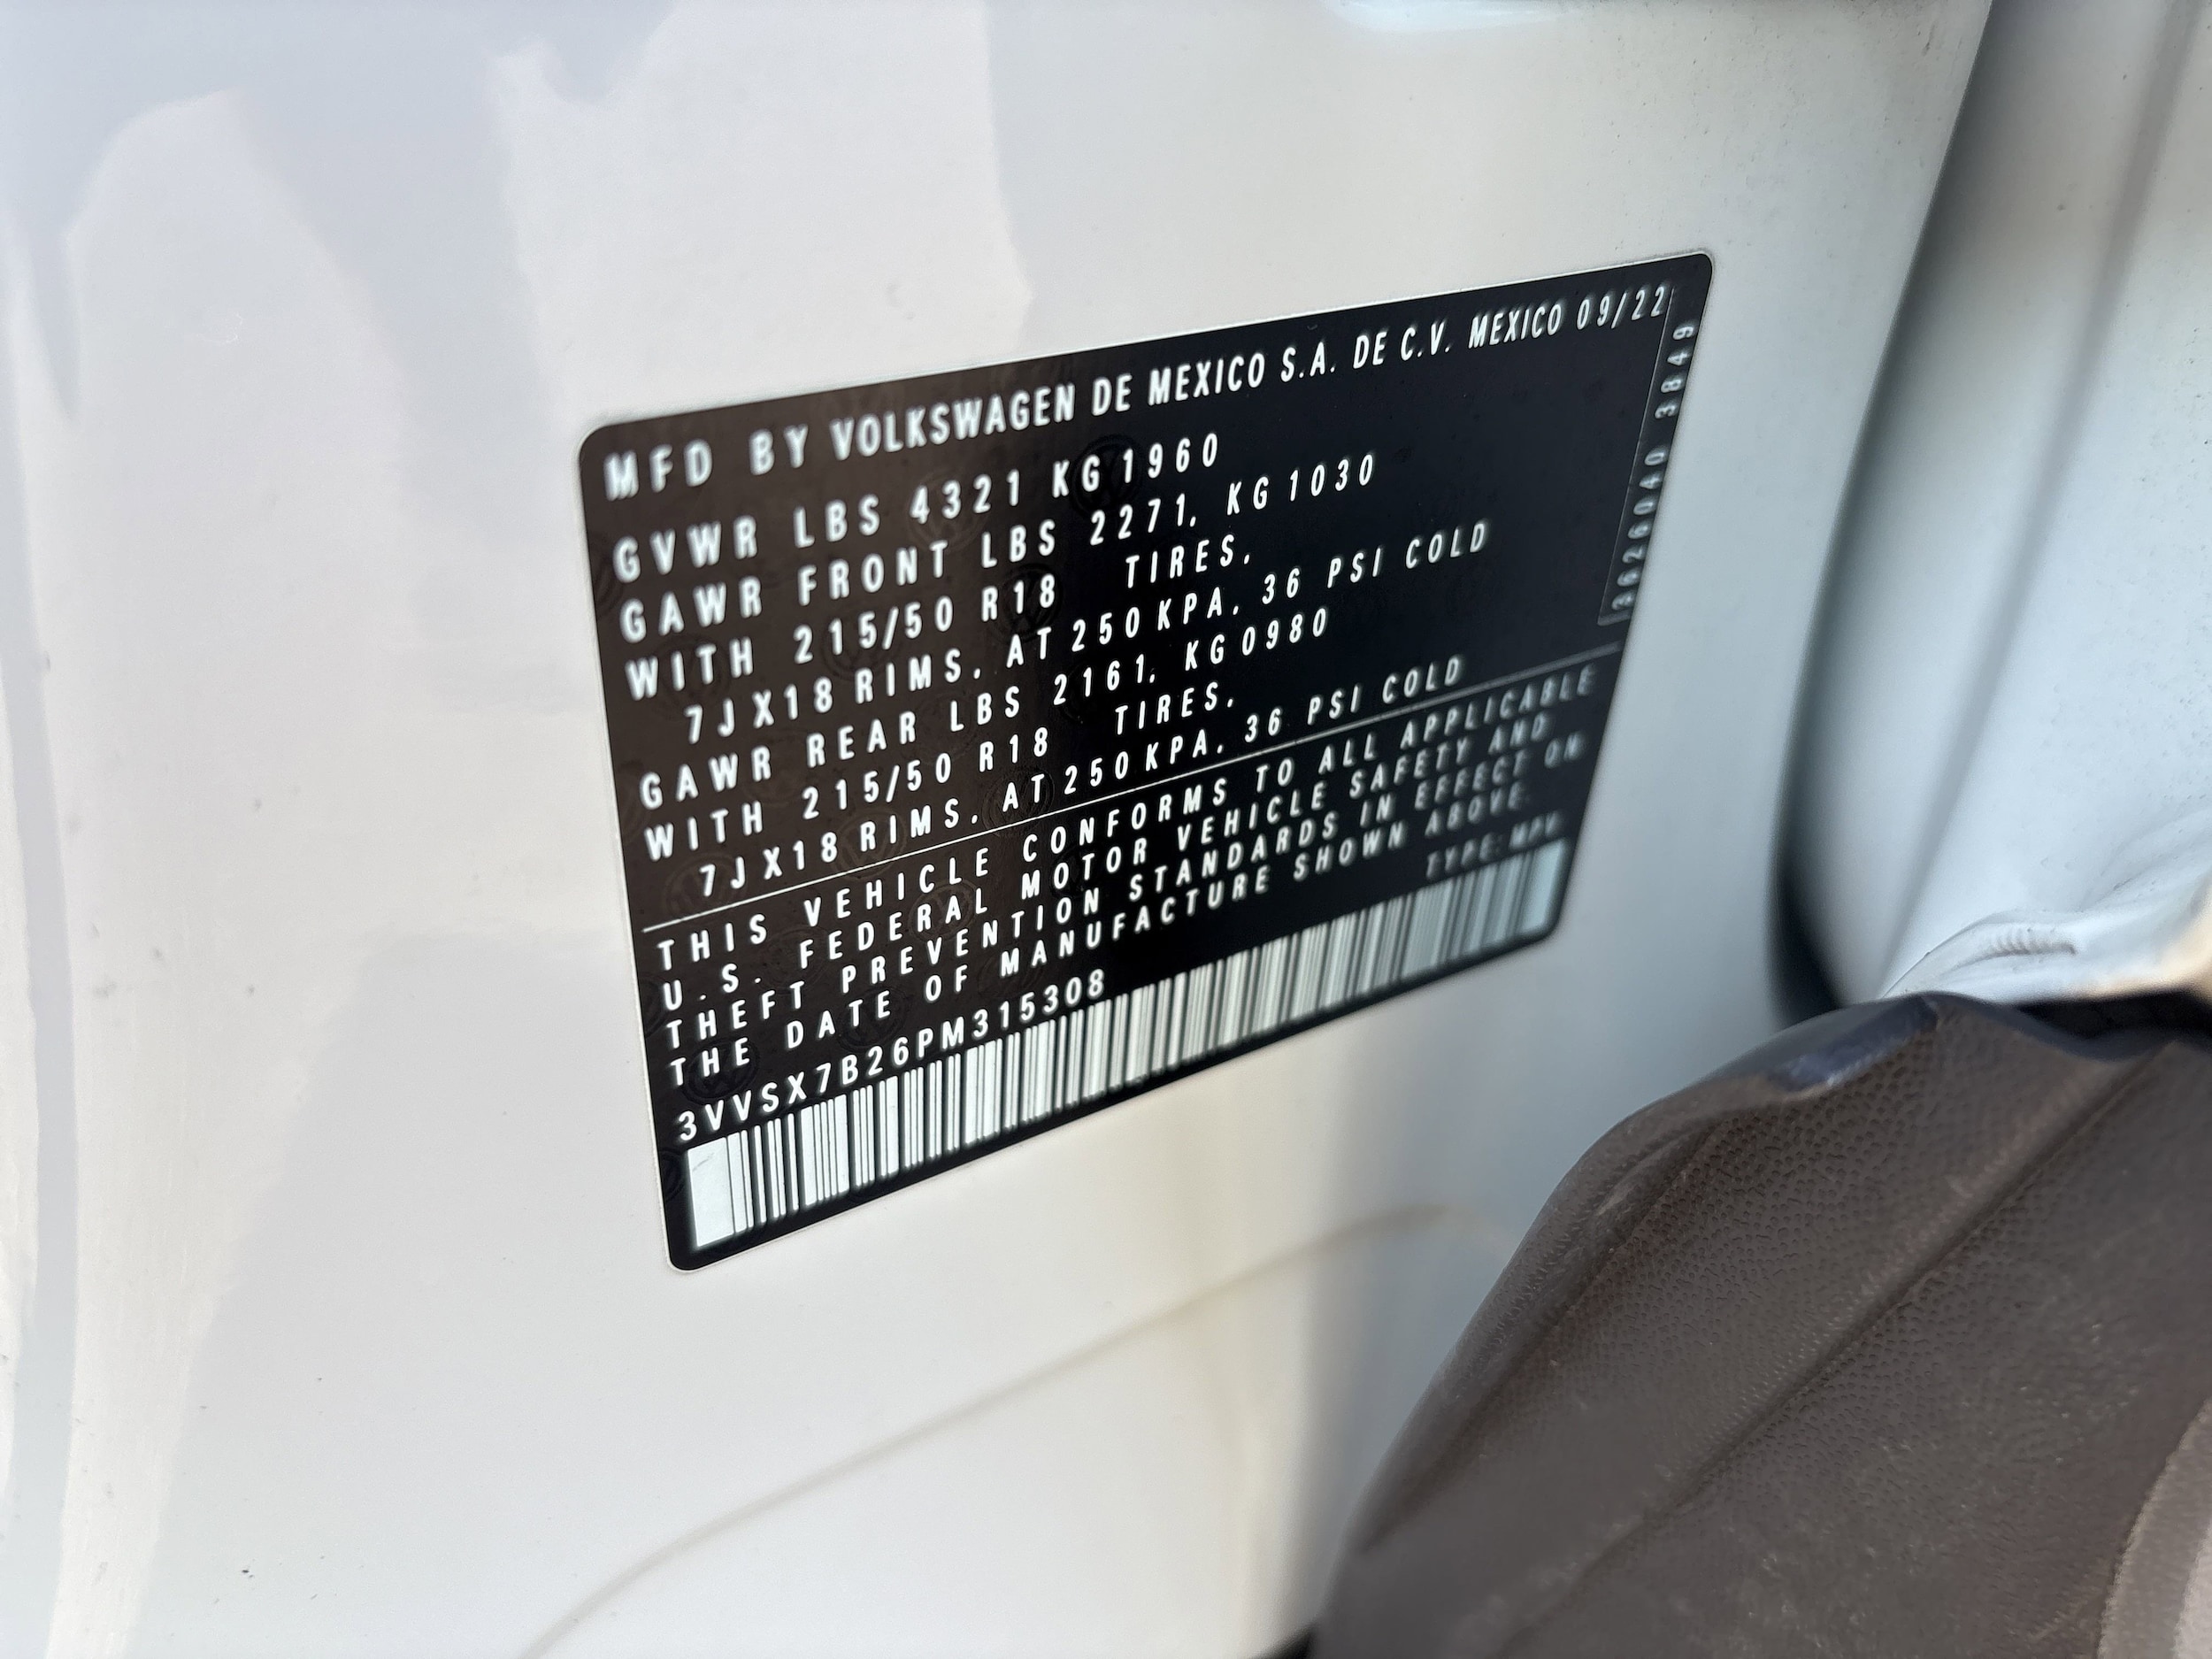 MFD BY VOLKSWAGEN DE MEXICO S.A. DE C.V. MEXICO 09/22
GVWR LBS 4321 KG 1960
GAWR FRONT LBS 2271, KG 1030
WITH 215/50 R18 TIRES,
7J X18 RIMS, AT 250 KPA, 36 PSI COLD
GAWR REAR LBS 2161, KG 0980
WITH 215/50 R18 TIRES,
7J X18 RIMS, AT 250 KPA, 36 PSI COLD
THIS VEHICLE CONFORMS TO ALL APPLICABLE
U.S. FEDERAL MOTOR VEHICLE SAFETY AND
THEFT PREVENTION STANDARDS IN EFFECT ON
THE DATE OF MANUFACTURE SHOWN ABOVE.
3VVSX7B26PM315308 TYPE: MPV
3626040 3849